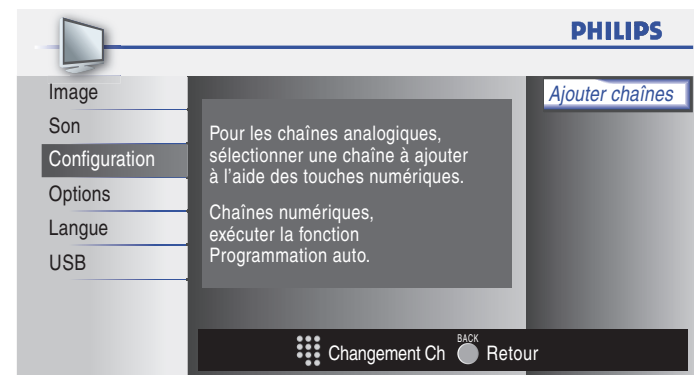 PHILIPS
Image
Son
Configuration
Options
Langue
USB
Pour les chaînes analogiques,
sélectionner une chaîne à ajouter
à l'aide des touches numériques.
Chaînes numériques,
exécuter la fonction
Programmation auto.
Ajouter chaînes
Changement Ch BACK Retour